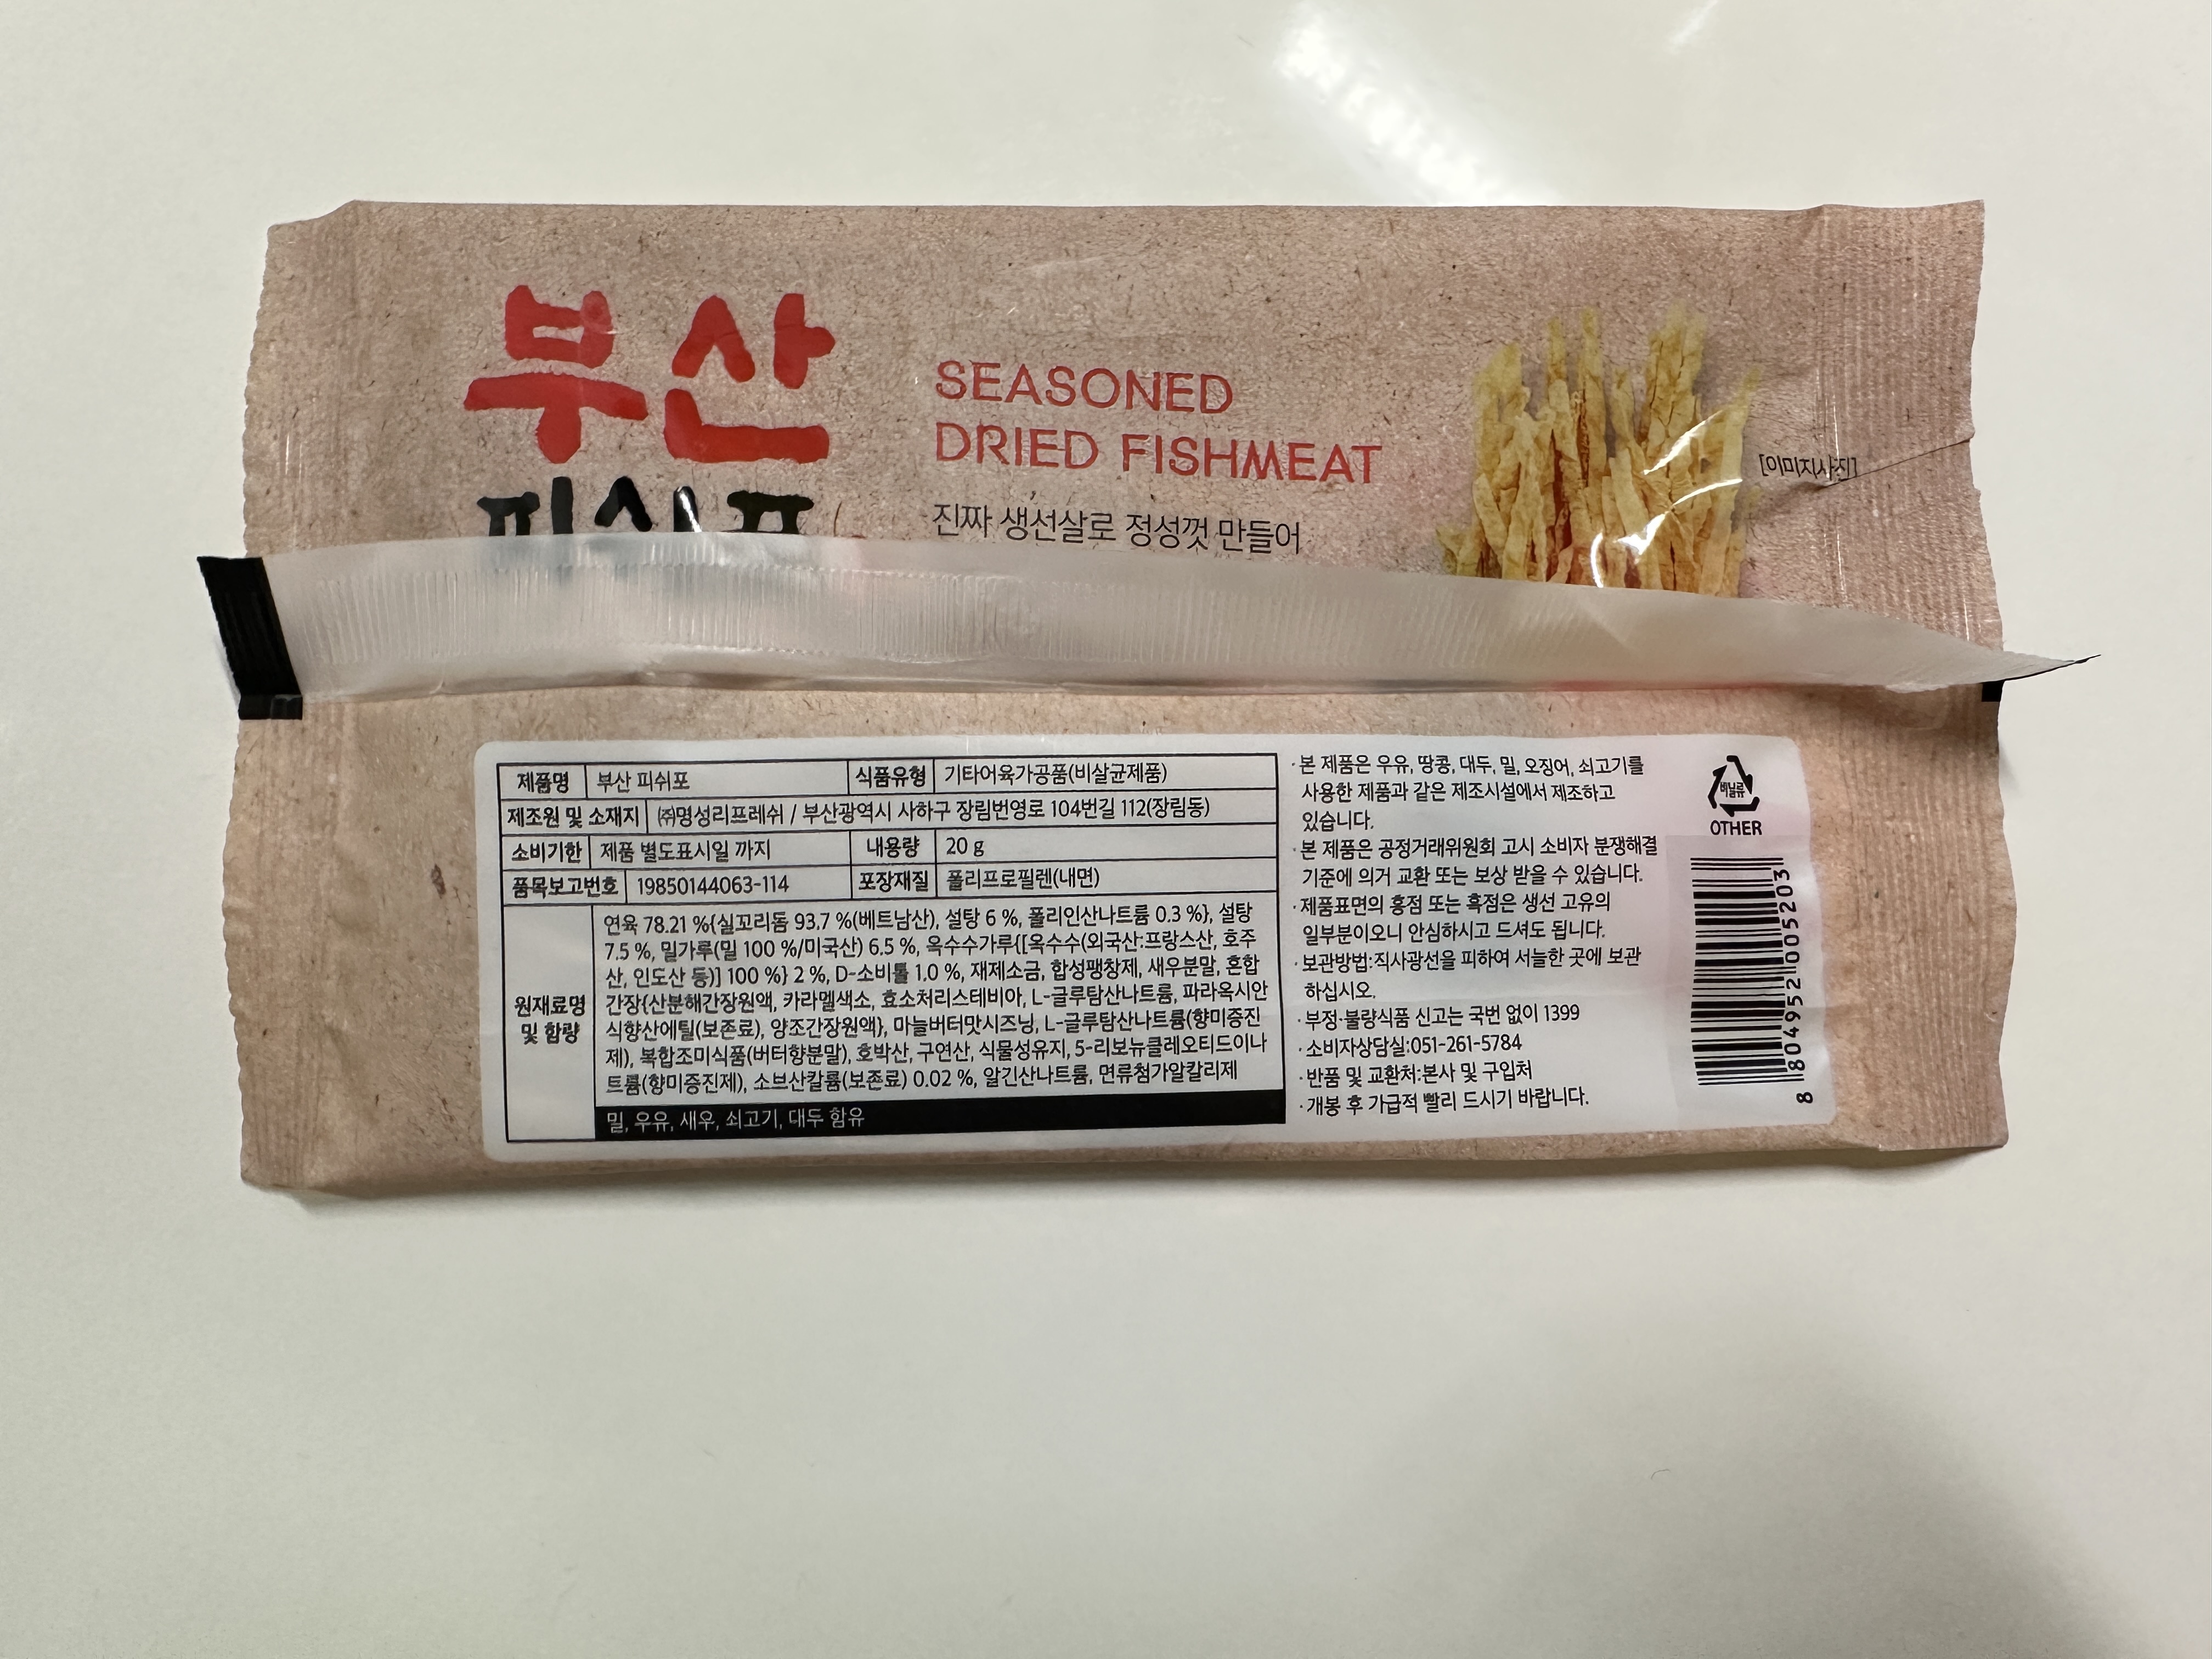 부산
피쉬포
SEASONED
DRIED FISHMEAT
진짜 생선살로 정성껏 만들어
[이미지사진]
제품명 부산 피쉬포 식품유형 기타어육가공품(비살균제품)
제조원 및 소재지 ㈜명성리프레쉬 / 부산광역시 사하구 장림번영로 104번길 112(장림동)
소비기한 제품 별도표시일 까지 내용량 20 g
품목보고번호 19850144063-114 포장재질 폴리프로필렌(내면)
원재료명
및 함량
연육 78.21 %{실꼬리돔 93.7 %(베트남산), 설탕 6 %, 폴리인산나트륨 0.3 %}, 설탕
7.5 %, 밀가루(밀 100 %/미국산) 6.5 %, 옥수수가루{[옥수수(외국산:프랑스산, 호주
산, 인도산 등)] 100 %} 2 %, D-소비톨 1.0 %, 재제소금, 합성팽창제, 새우분말, 혼합
간장{산분해간장원액, 카라멜색소, 효소처리스테비아, L-글루탐산나트륨, 파라옥시안
식향산에틸(보존료), 양조간장원액}, 마늘버터맛시즈닝, L-글루탐산나트륨(향미증진
제), 복합조미식품(버터향분말), 호박산, 구연산, 식물성유지, 5-리보뉴클레오티드이나
트륨(향미증진제), 소브산칼륨(보존료) 0.02 %, 알긴산나트륨, 면류첨가알칼리제
밀, 우유, 새우, 쇠고기, 대두 함유
·본 제품은 우유, 땅콩, 대두, 밀, 오징어, 쇠고기를
사용한 제품과 같은 제조시설에서 제조하고
있습니다.
·본 제품은 공정거래위원회 고시 소비자 분쟁해결
기준에 의거 교환 또는 보상 받을 수 있습니다.
·제품표면의 홍점 또는 흑점은 생선 고유의
일부분이오니 안심하시고 드셔도 됩니다.
·보관방법:직사광선을 피하여 서늘한 곳에 보관
하십시오.
·부정·불량식품 신고는 국번 없이 1399
·소비자상담실:051-261-5784
·반품 및 교환처:본사 및 구입처
·개봉 후 가급적 빨리 드시기 바랍니다.
비닐류
OTHER
8 804952 005203